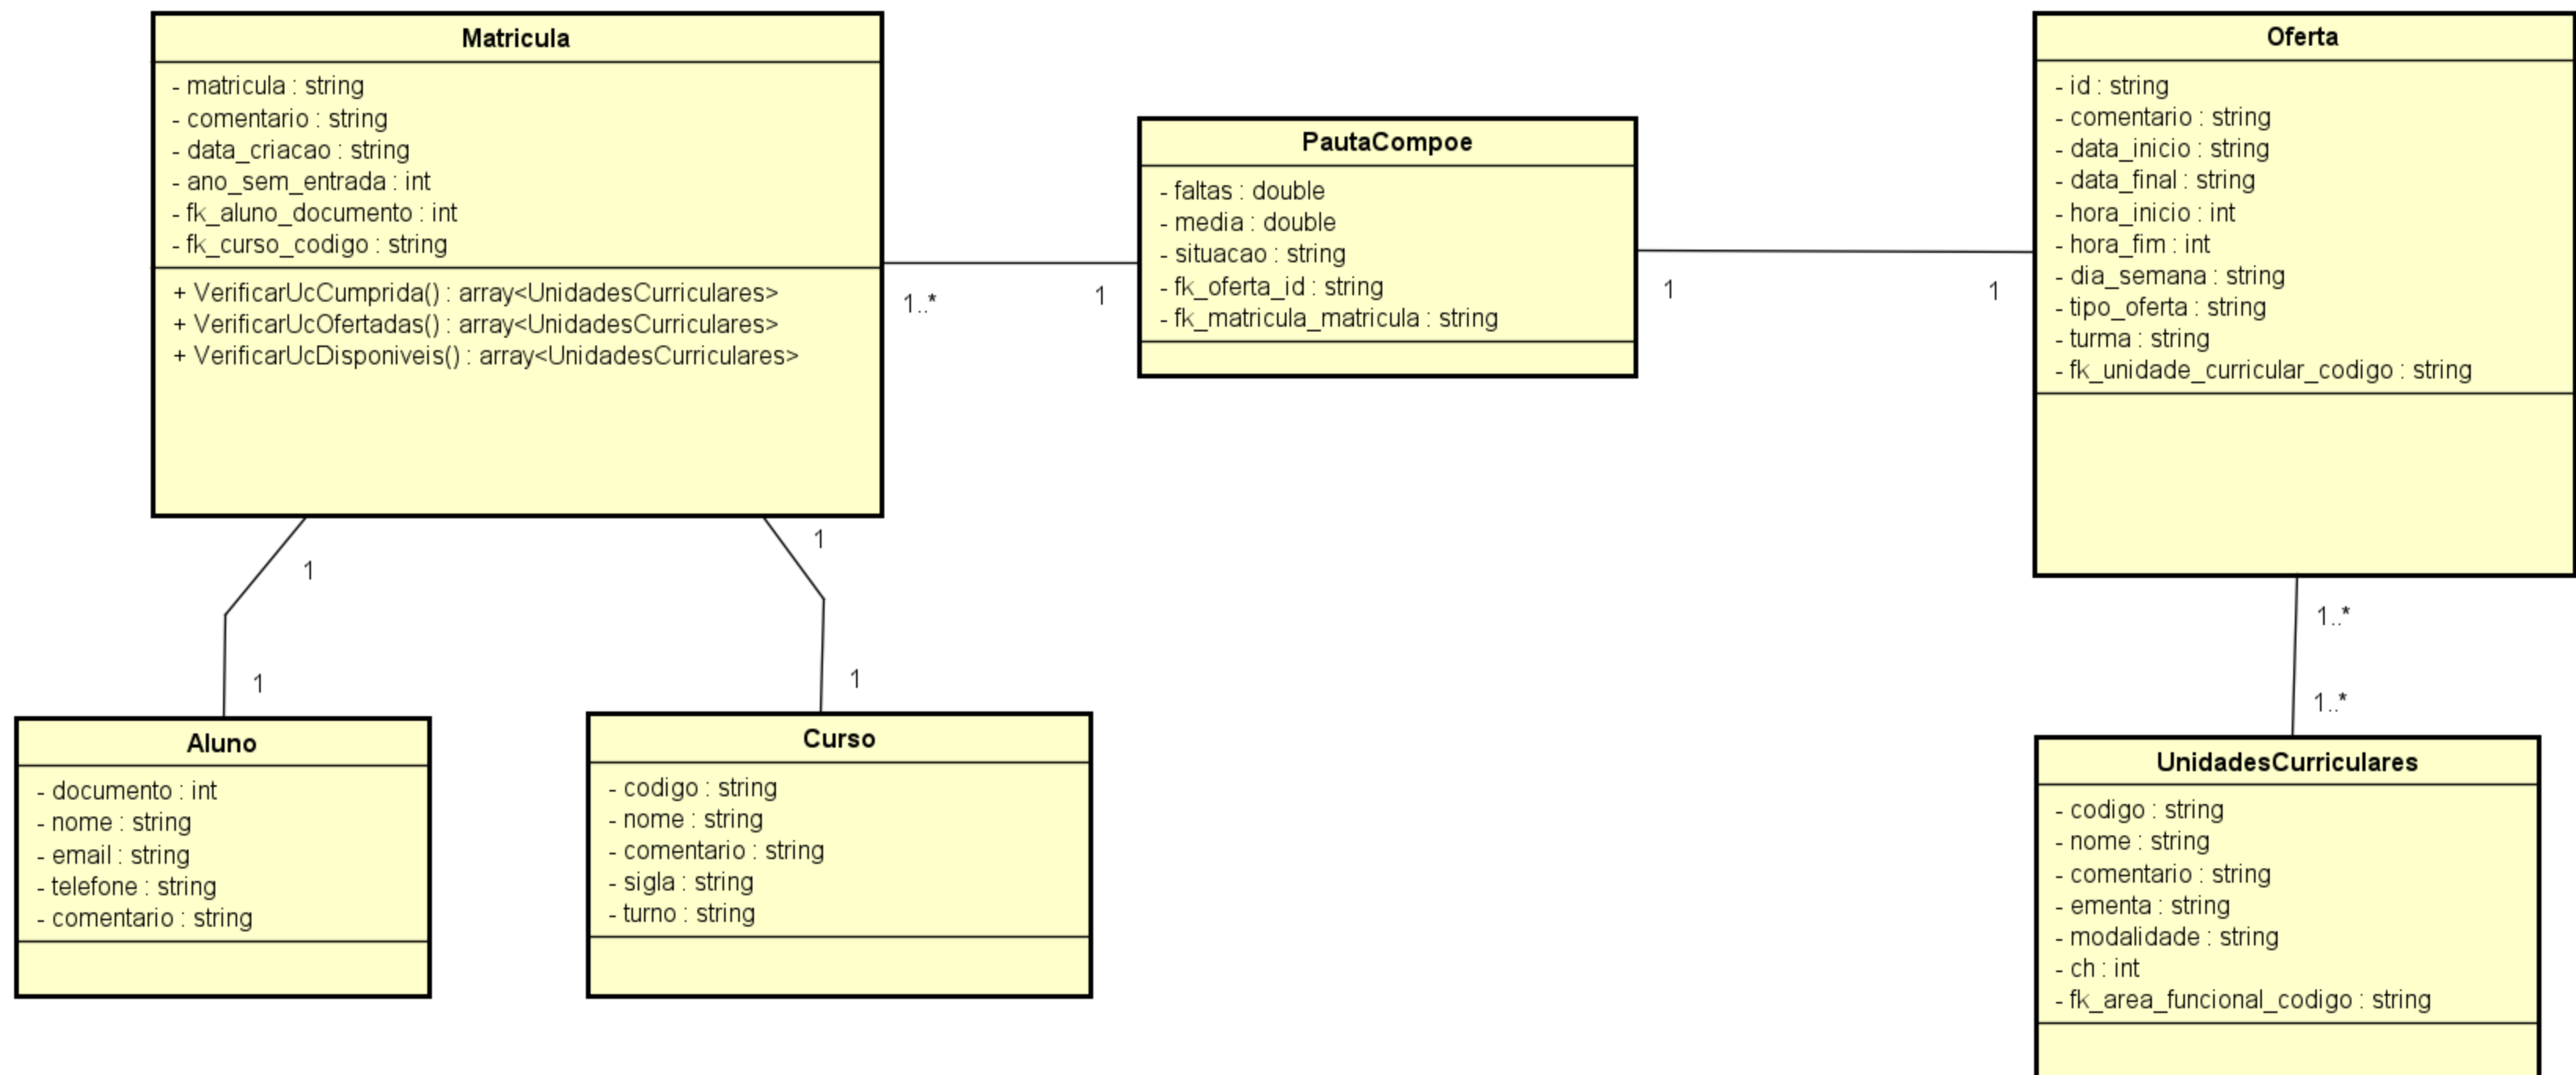 Matricula
- matricula : string
- comentario : string
- data_criacao : string
- ano_sem_entrada : int
- fk_aluno_documento : int
- fk_curso_codigo : string
+ VerificarUcCumprida() : array<UnidadesCurriculares>
+ VerificarUcOfertadas() : array<UnidadesCurriculares>
+ VerificarUcDisponiveis() : array<UnidadesCurriculares>
1..*
1
PautaCompoe
- faltas : double
- media : double
- situacao : string
- fk_oferta_id : string
- fk_matricula_matricula : string
1
1
Oferta
- id : string
- comentario : string
- data_inicio : string
- data_final : string
- hora_inicio : int
- hora_fim : int
- dia_semana : string
- tipo_oferta : string
- turma : string
- fk_unidade_curricular_codigo : string
1
1
1
1
1..*
1..*
Aluno
- documento : int
- nome : string
- email : string
- telefone : string
- comentario : string
Curso
- codigo : string
- nome : string
- comentario : string
- sigla : string
- turno : string
UnidadesCurriculares
- codigo : string
- nome : string
- comentario : string
- ementa : string
- modalidade : string
- ch : int
- fk_area_funcional_codigo : string